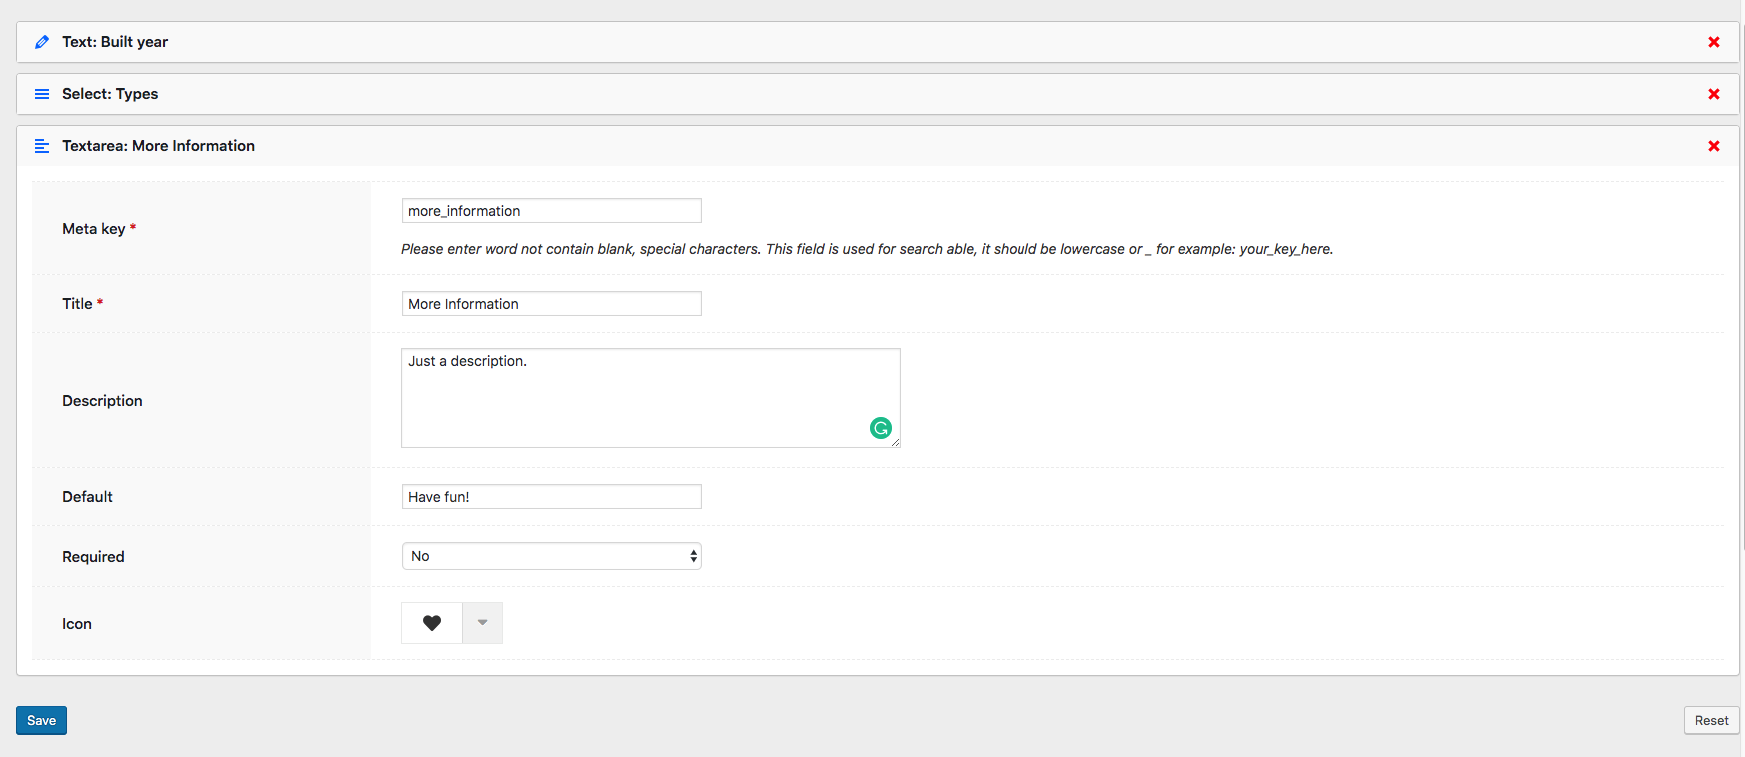 Text: Built year
Select: Types
Textarea: More Information
Meta key *
more_information
Please enter word not contain blank, special characters. This field is used for search able, it should be lowercase or _ for example: your_key_here.
Title *
More Information
Description
Just a description.
Default
Have fun!
Required
No
Icon
Save
Reset